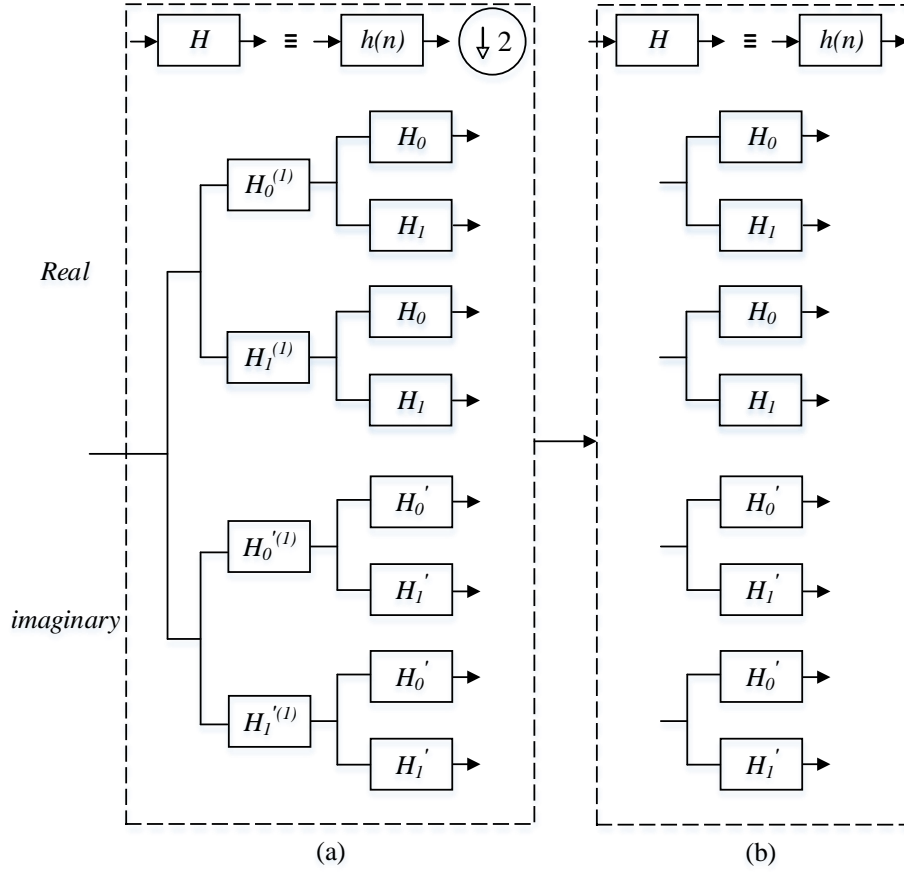 H ≡ h(n) 2
H ≡ h(n)
H₀ H₀
H₀⁽¹⁾
H₁ H₁
Real
H₀ H₀
H₁⁽¹⁾
H₁ H₁
H₀' H₀'
H₀'⁽¹⁾
H₁' H₁'
imaginary
H₀' H₀'
H₁'⁽¹⁾
H₁' H₁'
(a) (b)